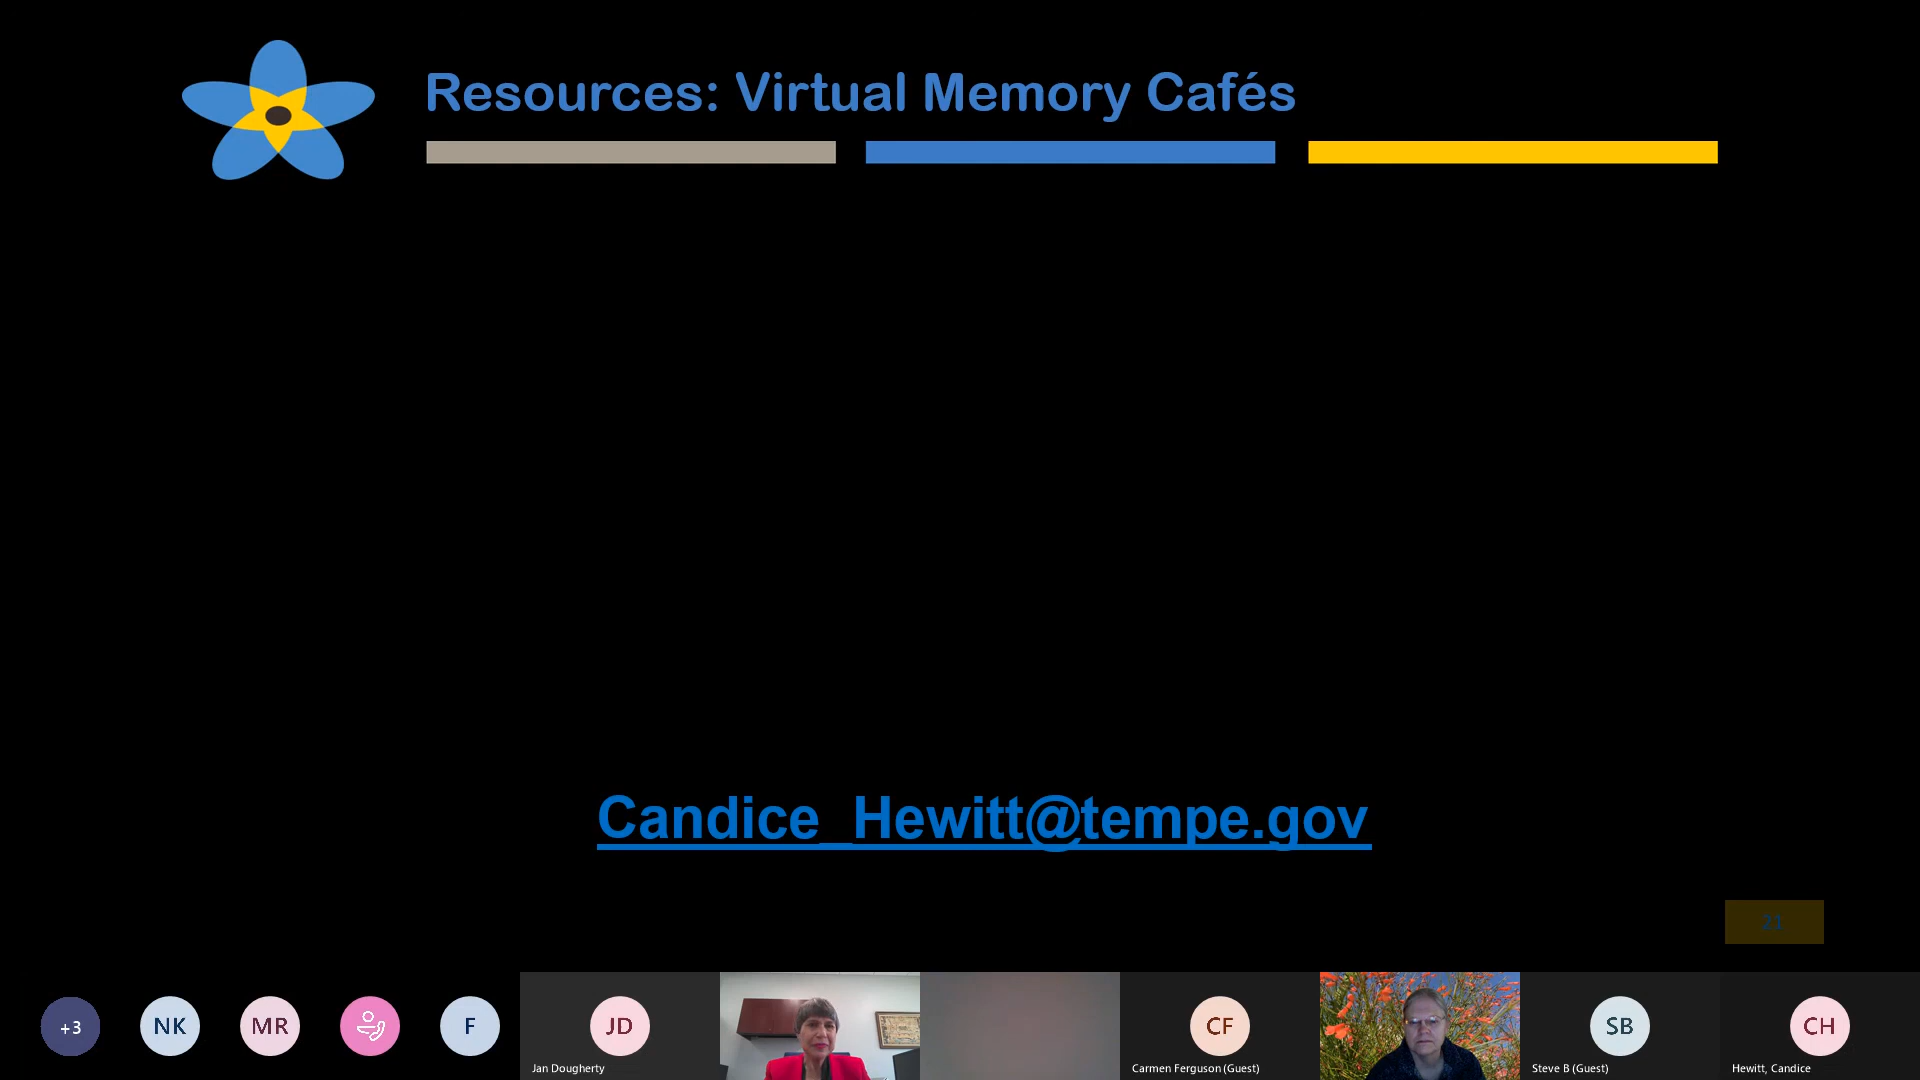 Resources: Virtual Memory Cafés
Candice_Hewitt@tempe.gov
21
+3
NK
MR
F
JD
CF
SB
CH
Jan Dougherty
Carmen Ferguson (Guest)
Steve B (Guest)
Hewitt, Candice